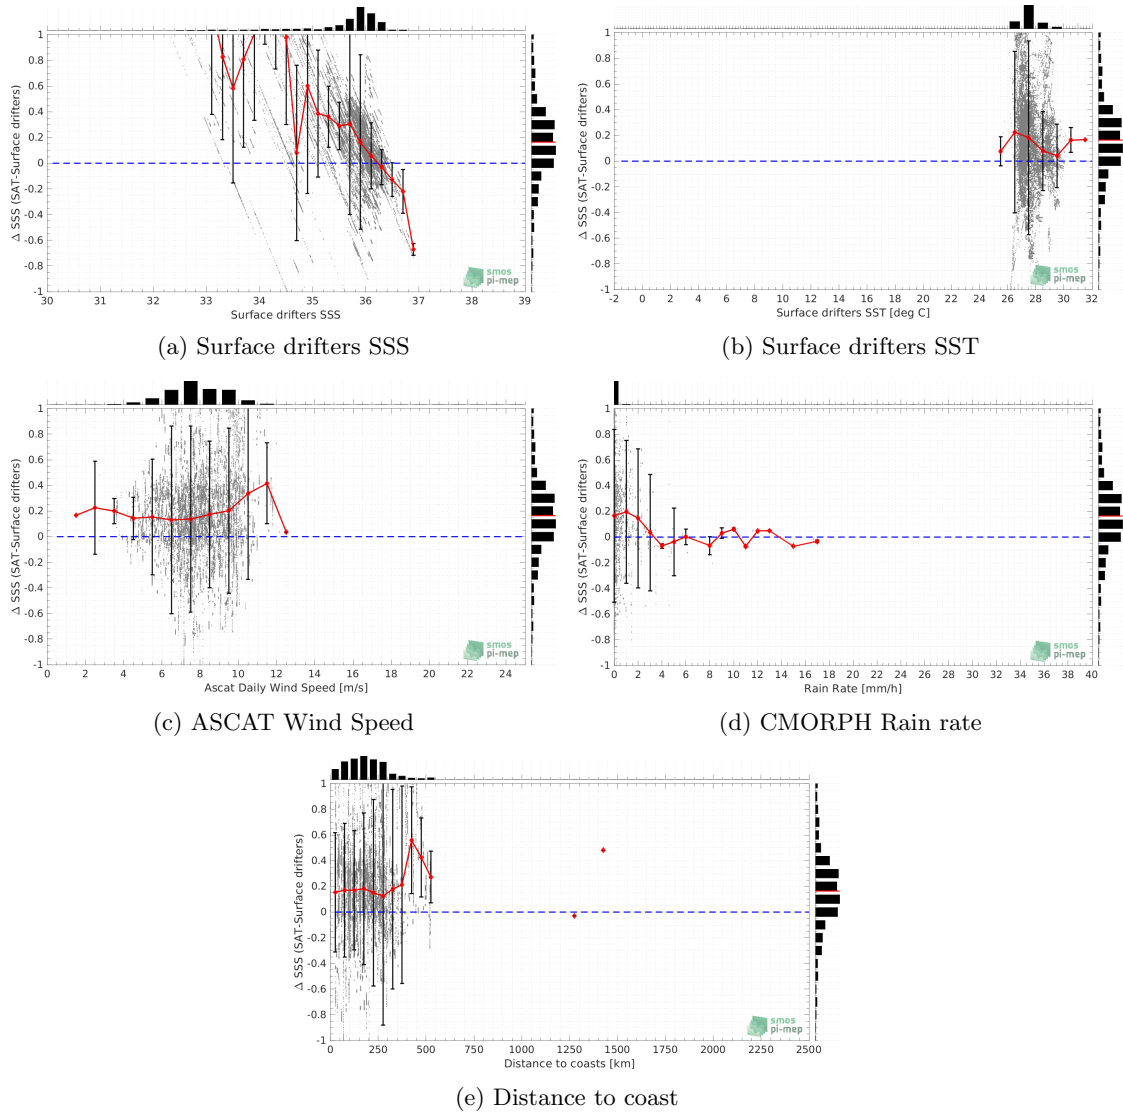 1
0.8
0.6
0.4
0.2
0
-0.2
-0.4
-0.6
-0.8
-1
Δ SSS (SAT-Surface drifters)
30 31 32 33 34 35 36 37 38 39
Surface drifters SSS
smos
pi-mep
(a) Surface drifters SSS
1
0.8
0.6
0.4
0.2
0
-0.2
-0.4
-0.6
-0.8
-1
Δ SSS (SAT-Surface drifters)
-2 0 2 4 6 8 10 12 14 16 18 20 22 24 26 28 30 32
Surface drifters SST [deg C]
smos
pi-mep
(b) Surface drifters SST
1
0.8
0.6
0.4
0.2
0
-0.2
-0.4
-0.6
-0.8
-1
Δ SSS (SAT-Surface drifters)
0 2 4 6 8 10 12 14 16 18 20 22 24
Ascat Daily Wind Speed [m/s]
smos
pi-mep
(c) ASCAT Wind Speed
1
0.8
0.6
0.4
0.2
0
-0.2
-0.4
-0.6
-0.8
-1
Δ SSS (SAT-Surface drifters)
0 2 4 6 8 10 12 14 16 18 20 22 24 26 28 30 32 34 36 38 40
Rain Rate [mm/h]
smos
pi-mep
(d) CMORPH Rain rate
1
0.8
0.6
0.4
0.2
0
-0.2
-0.4
-0.6
-0.8
-1
Δ SSS (SAT-Surface drifters)
0 250 500 750 1000 1250 1500 1750 2000 2250 2500
Distance to coasts [km]
smos
pi-mep
(e) Distance to coast